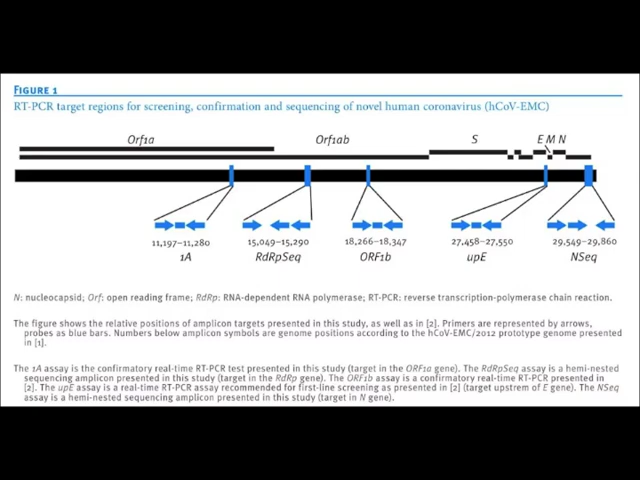 FIGURE 1
RT-PCR target regions for screening, confirmation and sequencing of novel human coronavirus (hCoV-EMC)
Orf1a Orf1ab S E M N
11,197–11,280 15,049–15,290 18,266–18,347 27,458–27,550 29,549–29,860
1A RdRpSeq ORF1b upE NSeq
N: nucleocapsid; Orf: open reading frame; RdRp: RNA-dependent RNA polymerase; RT-PCR: reverse transcription-polymerase chain reaction.
The figure shows the relative positions of amplicon targets presented in this study, as well as in [2]. Primers are represented by arrows,
probes as blue bars. Numbers below amplicon symbols are genome positions according to the hCoV-EMC/2012 prototype genome presented
in [1].
The 1A assay is the confirmatory real-time RT-PCR test presented in this study (target in the ORF1a gene). The RdRpSeq assay is a hemi-nested
sequencing amplicon presented in this study (target in the RdRp gene). The ORF1b assay is a confirmatory real-time RT-PCR presented in
[2]. The upE assay is a real-time RT-PCR assay recommended for first-line screening as presented in [2] (target upstrem of E gene). The NSeq
assay is a hemi-nested sequencing amplicon presented in this study (target in N gene).